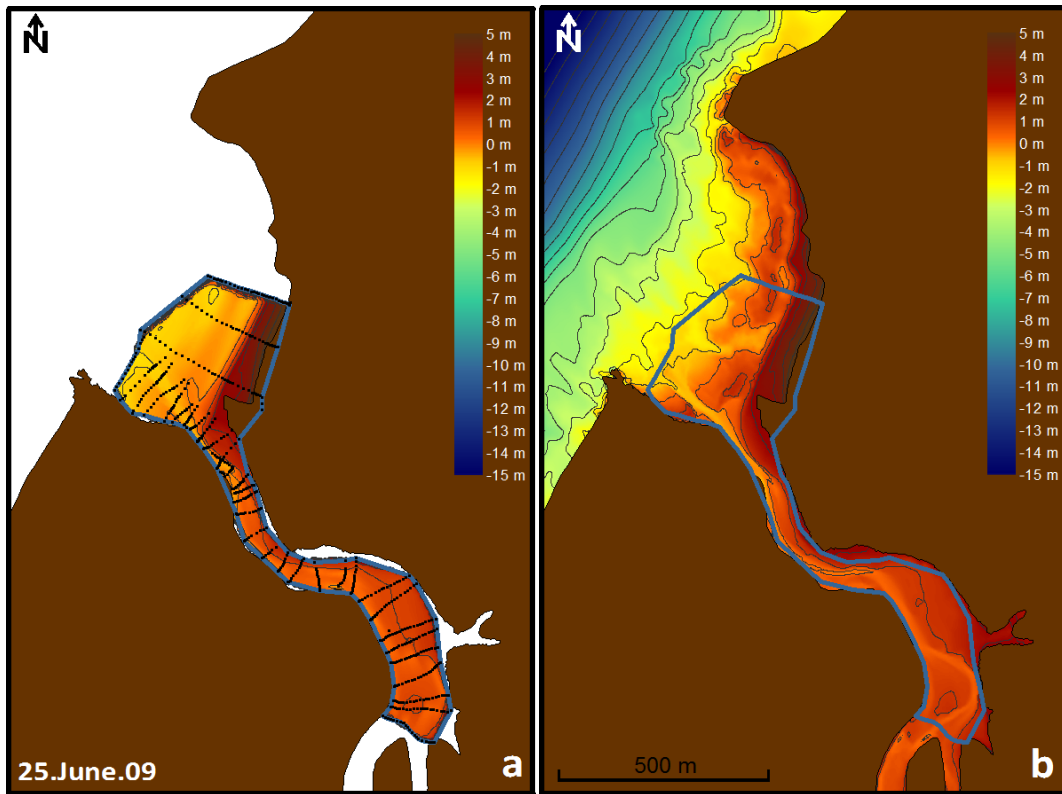 N
5 m
4 m
3 m
2 m
1 m
0 m
-1 m
-2 m
-3 m
-4 m
-5 m
-6 m
-7 m
-8 m
-9 m
-10 m
-11 m
-12 m
-13 m
-14 m
-15 m
25.June.09
a
N
5 m
4 m
3 m
2 m
1 m
0 m
-1 m
-2 m
-3 m
-4 m
-5 m
-6 m
-7 m
-8 m
-9 m
-10 m
-11 m
-12 m
-13 m
-14 m
-15 m
500 m
b